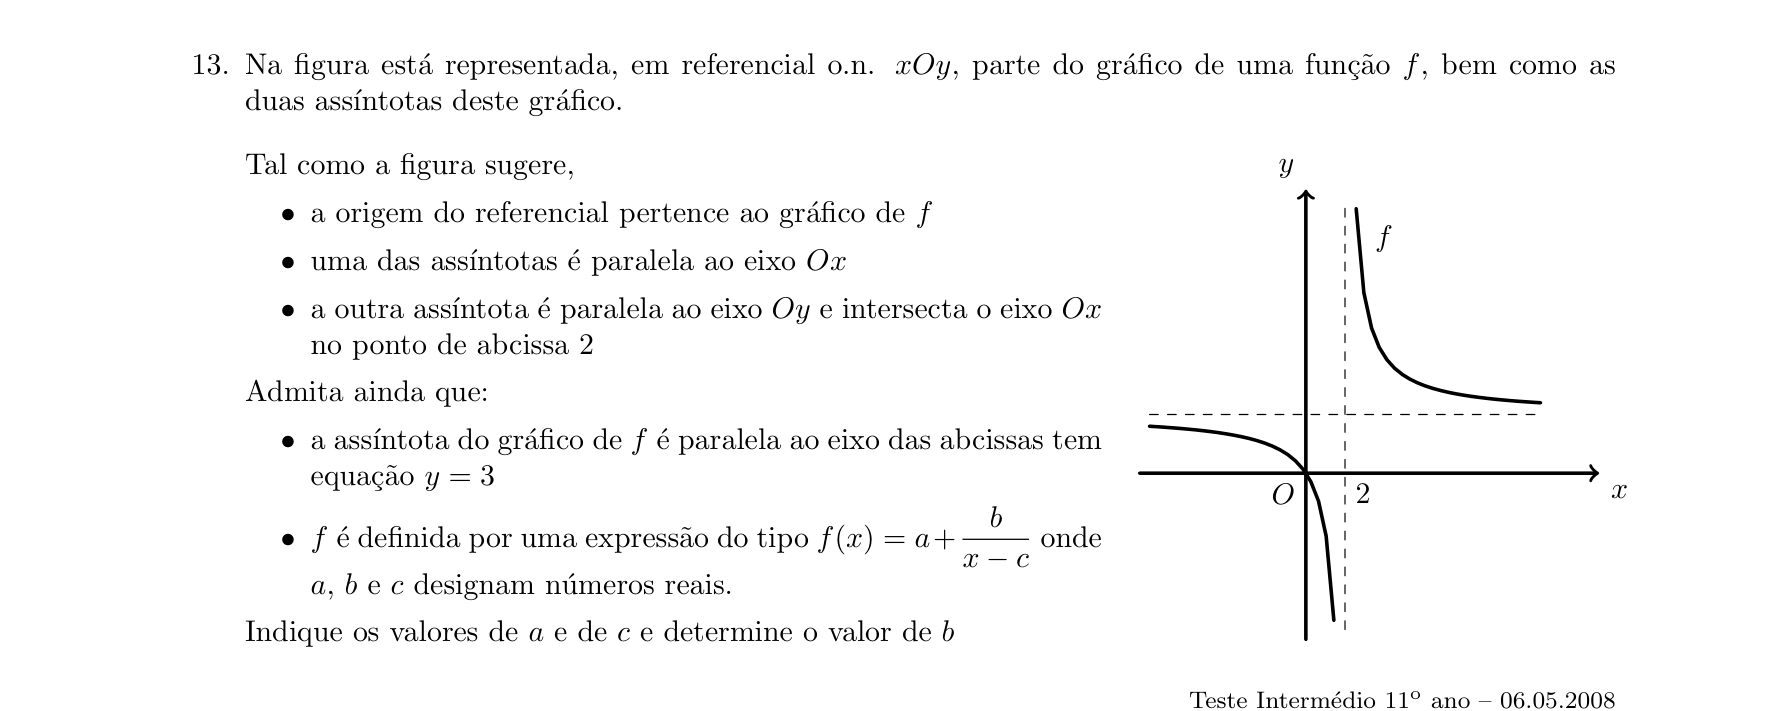 13. Na figura está representada, em referencial o.n. xOy, parte do gráfico de uma função f, bem como as
duas assíntotas deste gráfico.
Tal como a figura sugere,
• a origem do referencial pertence ao gráfico de f
• uma das assíntotas é paralela ao eixo Ox
• a outra assíntota é paralela ao eixo Oy e intersecta o eixo Ox
no ponto de abcissa 2
Admita ainda que:
• a assíntota do gráfico de f é paralela ao eixo das abcissas tem
equação y = 3
• f é definida por uma expressão do tipo f(x) = a + b/(x − c) onde
a, b e c designam números reais.
Indique os valores de a e de c e determine o valor de b
y
f
O
2
x
Teste Intermédio 11º ano – 06.05.2008